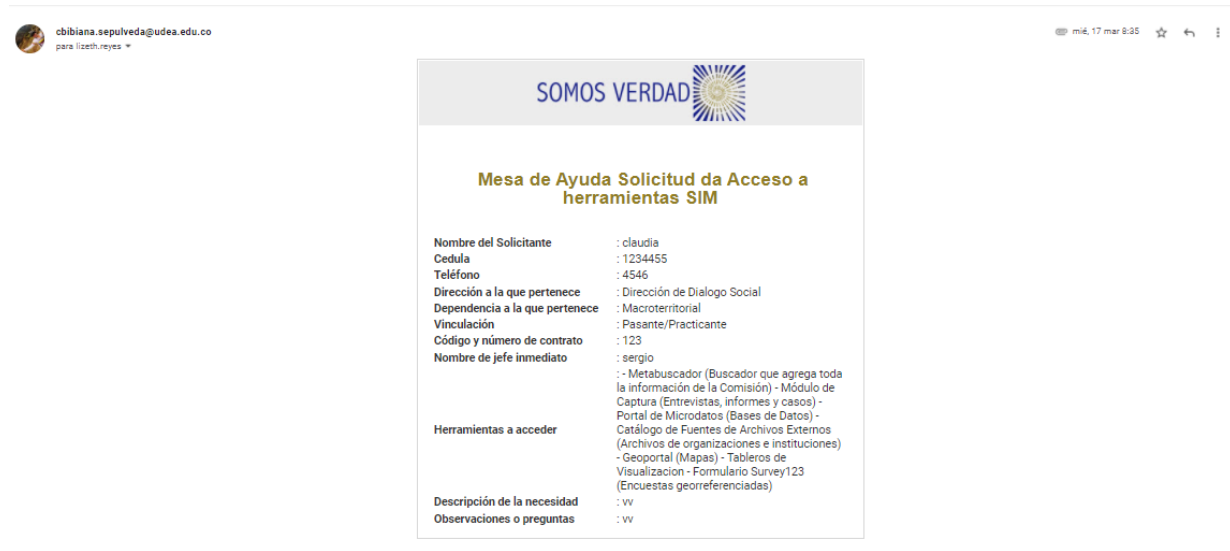 cbibiana.sepulveda@udea.edu.co
para lizeth.reyes
mié, 17 mar 8:35
SOMOS VERDAD
Mesa de Ayuda Solicitud da Acceso a
herramientas SIM
Nombre del Solicitante : claudia
Cedula : 1234455
Teléfono : 4546
Dirección a la que pertenece : Dirección de Dialogo Social
Dependencia a la que pertenece : Macroterritorial
Vinculación : Pasante/Practicante
Código y número de contrato : 123
Nombre de jefe inmediato : sergio
Herramientas a acceder : - Metabuscador (Buscador que agrega toda
la información de la Comisión) - Módulo de
Captura (Entrevistas, informes y casos) -
Portal de Microdatos (Bases de Datos) -
Catálogo de Fuentes de Archivos Externos
(Archivos de organizaciones e instituciones)
- Geoportal (Mapas) - Tableros de
Visualizacion - Formulario Survey123
(Encuestas georreferenciadas)
Descripción de la necesidad : vv
Observaciones o preguntas : vv